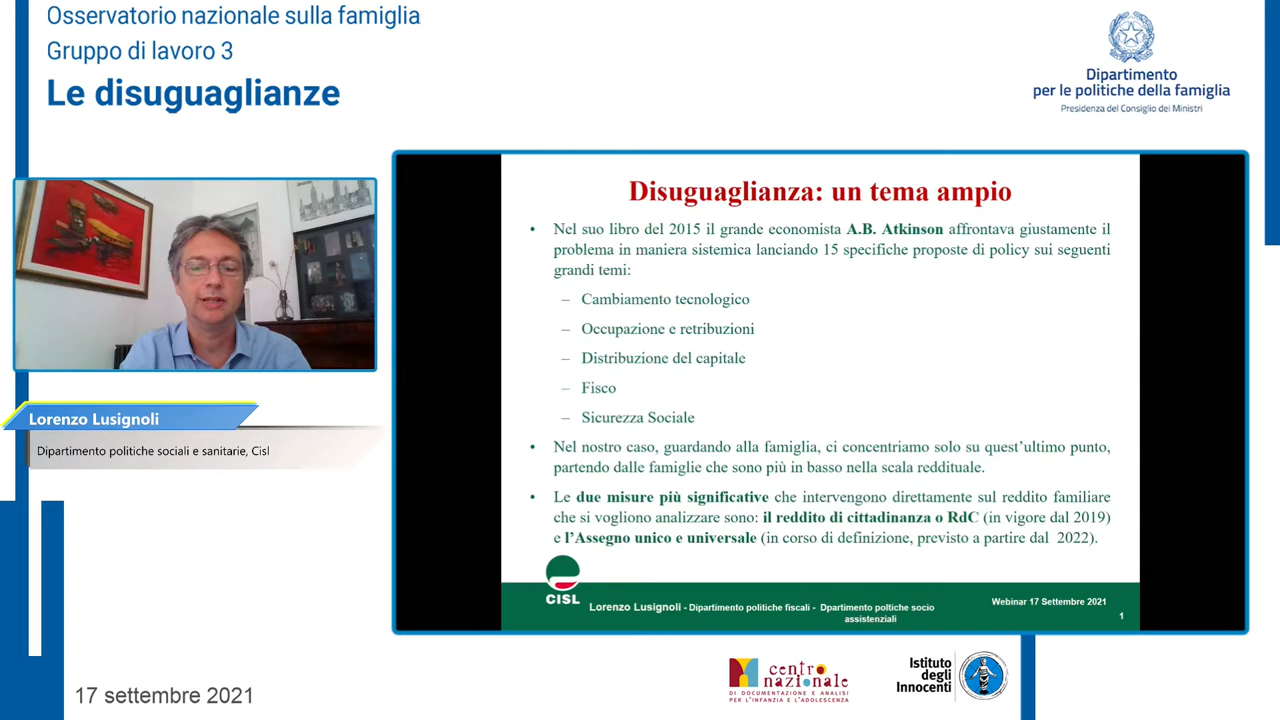 Osservatorio nazionale sulla famiglia
Gruppo di lavoro 3
Le disuguaglianze
Dipartimento
per le politiche della famiglia
Presidenza del Consiglio dei Ministri
Lorenzo Lusignoli
Dipartimento politiche sociali e sanitarie, Cisl
Disuguaglianza: un tema ampio
• Nel suo libro del 2015 il grande economista A.B. Atkinson affrontava giustamente il
problema in maniera sistemica lanciando 15 specifiche proposte di policy sui seguenti
grandi temi:
– Cambiamento tecnologico
– Occupazione e retribuzioni
– Distribuzione del capitale
– Fisco
– Sicurezza Sociale
• Nel nostro caso, guardando alla famiglia, ci concentriamo solo su quest’ultimo punto,
partendo dalle famiglie che sono più in basso nella scala reddituale.
• Le due misure più significative che intervengono direttamente sul reddito familiare
che si vogliono analizzare sono: il reddito di cittadinanza o RdC (in vigore dal 2019)
e l’Assegno unico e universale (in corso di definizione, previsto a partire dal 2022).
CISL
Lorenzo Lusignoli - Dipartimento politiche fiscali - Dpartimento poltiche socio
assistenziali
Webinar 17 Settembre 2021
1
17 settembre 2021
centro
nazionale
DI DOCUMENTAZIONE E ANALISI
PER L'INFANZIA E L'ADOLESCENZA
Istituto
degli
Innocenti